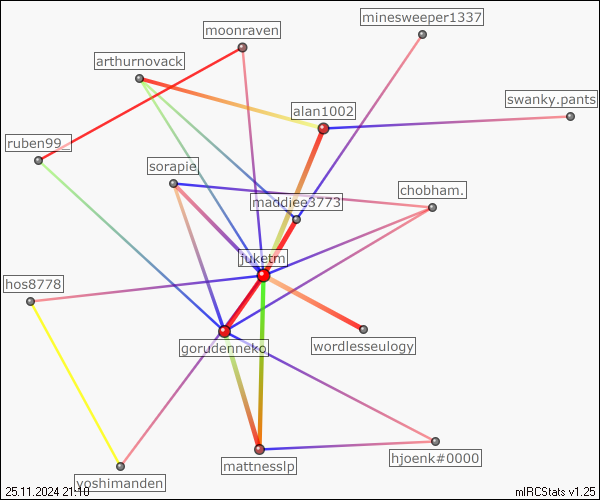 minesweeper1337
moonraven
arthurnovack
swanky.pants
alan1002
ruben99_
sorapie
chobham.
maddiee3773
juketm
hos8778
wordlesseulogy
gorudenneko
hjoenk#0000
mattnesslp
yoshimanden
25.11.2024 21:10
mIRCStats v1.25